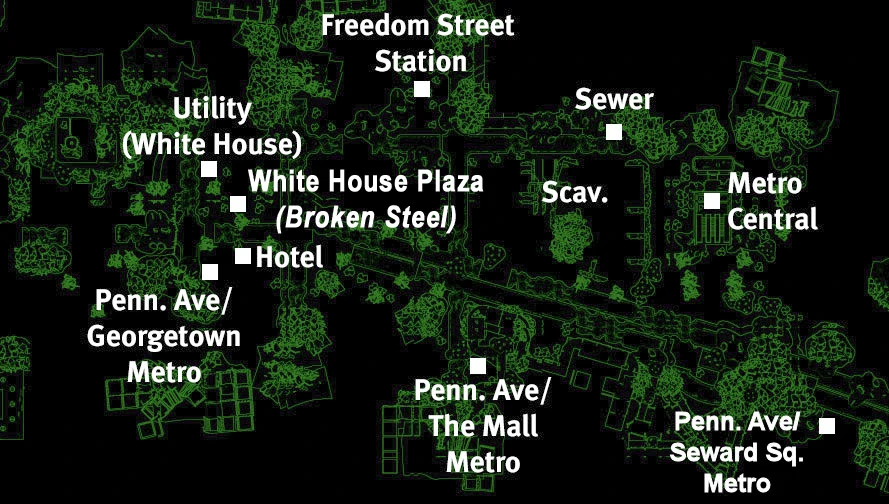 Freedom Street
Station
Utility
(White House)
Sewer
White House Plaza
(Broken Steel)
Scav.
Metro
Central
Hotel
Penn. Ave/
Georgetown
Metro
Penn. Ave/
The Mall
Metro
Penn. Ave/
Seward Sq.
Metro